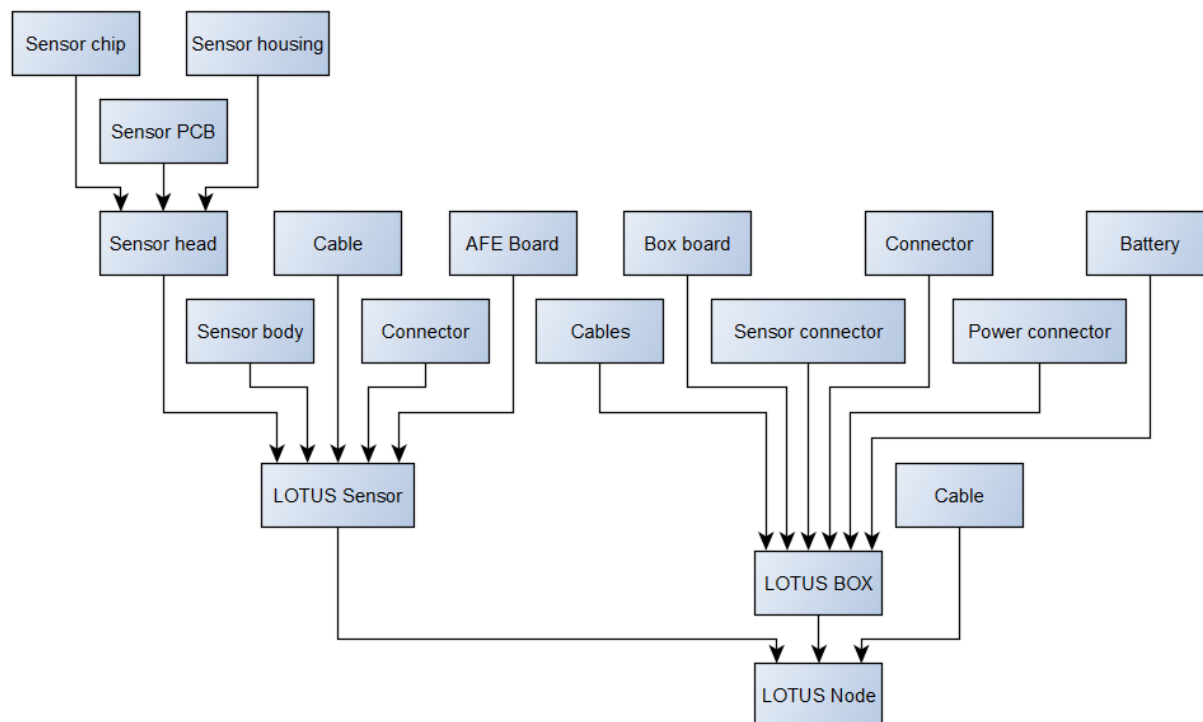 Sensor chip
Sensor housing
Sensor PCB
Sensor head
Cable
AFE Board
Box board
Connector
Battery
Sensor body
Connector
Cables
Sensor connector
Power connector
LOTUS Sensor
Cable
LOTUS BOX
LOTUS Node